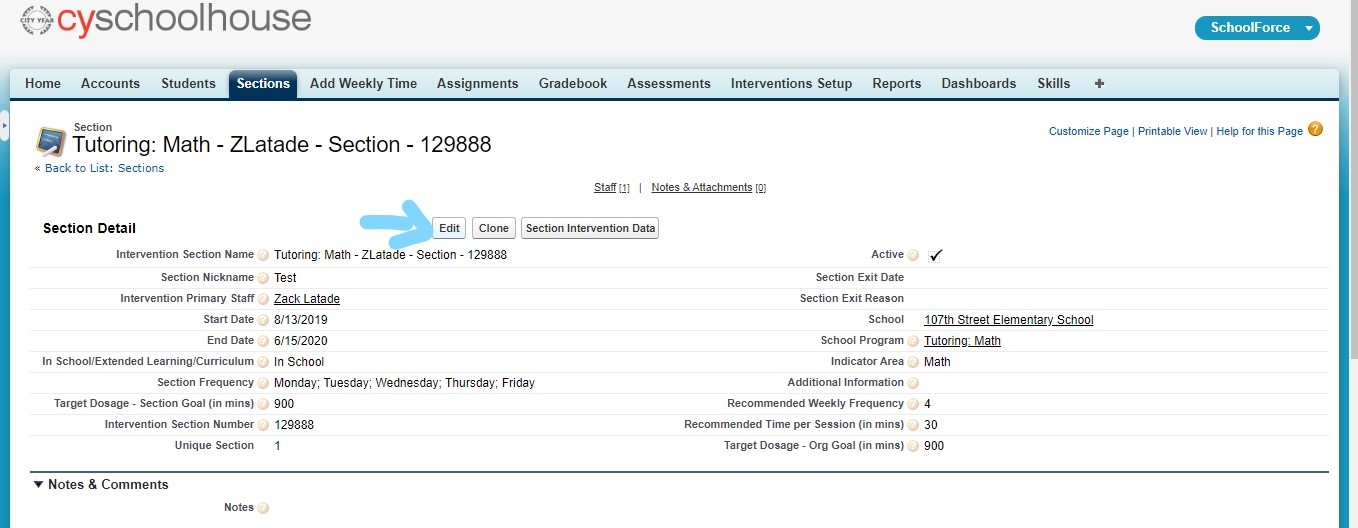 CITY YEAR cyschoolhouse
SchoolForce
Home Accounts Students Sections Add Weekly Time Assignments Gradebook Assessments Interventions Setup Reports Dashboards Skills +
Section
Tutoring: Math - ZLatade - Section - 129888
Customize Page | Printable View | Help for this Page ?
« Back to List: Sections
Staff [1] | Notes & Attachments [0]
Section Detail Edit Clone Section Intervention Data
Intervention Section Name ? Tutoring: Math - ZLatade - Section - 129888 Active ? ✓
Section Nickname ? Test Section Exit Date
Intervention Primary Staff ? Zack Latade Section Exit Reason
Start Date ? 8/13/2019 School 107th Street Elementary School
End Date ? 6/15/2020 School Program ? Tutoring: Math
In School/Extended Learning/Curriculum ? In School Indicator Area ? Math
Section Frequency ? Monday; Tuesday; Wednesday; Thursday; Friday Additional Information ?
Target Dosage - Section Goal (in mins) ? 900 Recommended Weekly Frequency ? 4
Intervention Section Number ? 129888 Recommended Time per Session (in mins) ? 30
Unique Section 1 Target Dosage - Org Goal (in mins) ? 900
Notes & Comments
Notes ?